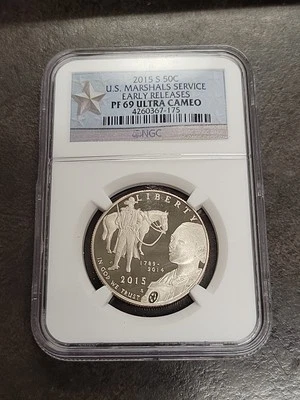 2015 S 50C
U.S. MARSHALS SERVICE
EARLY RELEASES
PF 69 ULTRA CAMEO
4260367-175
NGC
LIBERTY
1789-
2014
2015
S
IN GOD WE TRUST